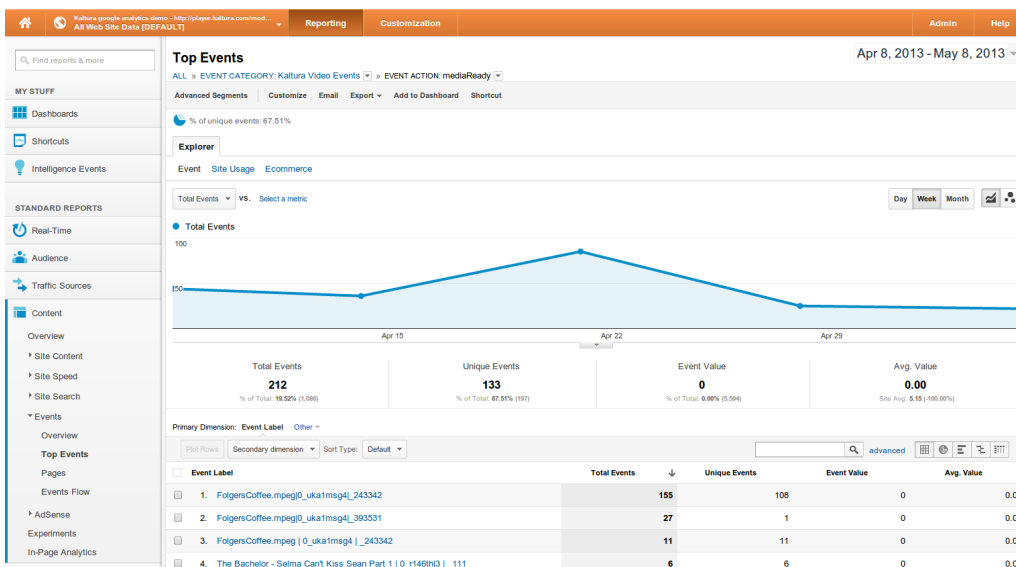 Kaltura google analytics demo - http://player.kaltura.com/mod...
All Web Site Data [DEFAULT]
Reporting
Customization
Admin
Help
Find reports & more
MY STUFF
Dashboards
Shortcuts
Intelligence Events
STANDARD REPORTS
Real-Time
Audience
Traffic Sources
Content
Overview
Site Content
Site Speed
Site Search
Events
Overview
Top Events
Pages
Events Flow
AdSense
Experiments
In-Page Analytics
Top Events
Apr 8, 2013 - May 8, 2013
ALL » EVENT CATEGORY: Kaltura Video Events » EVENT ACTION: mediaReady
Advanced Segments Customize Email Export Add to Dashboard Shortcut
% of unique events: 67.51%
Explorer
Event Site Usage Ecommerce
Total Events VS. Select a metric
Day Week Month
Total Events
100
50
Apr 15 Apr 22 Apr 29
Total Events Unique Events Event Value Avg. Value
212 133 0 0.00
% of Total: 19.52% (1,086) % of Total: 67.51% (197) % of Total: 0.00% (5,594) Site Avg: 5.15 (-100.00%)
Primary Dimension: Event Label Other
Plot Rows Secondary dimension Sort Type: Default advanced
Event Label Total Events Unique Events Event Value Avg. Value
1. FolgersCoffee.mpeg|0_uka1msg4|_243342 155 108 0 0.0
2. FolgersCoffee.mpeg|0_uka1msg4|_393531 27 1 0 0.0
3. FolgersCoffee.mpeg | 0_uka1msg4 | _243342 11 11 0 0.0
4. The Bachelor - Selma Can't Kiss Sean Part 1 | 0_r146thl3 | _111 6 6 0 0.0